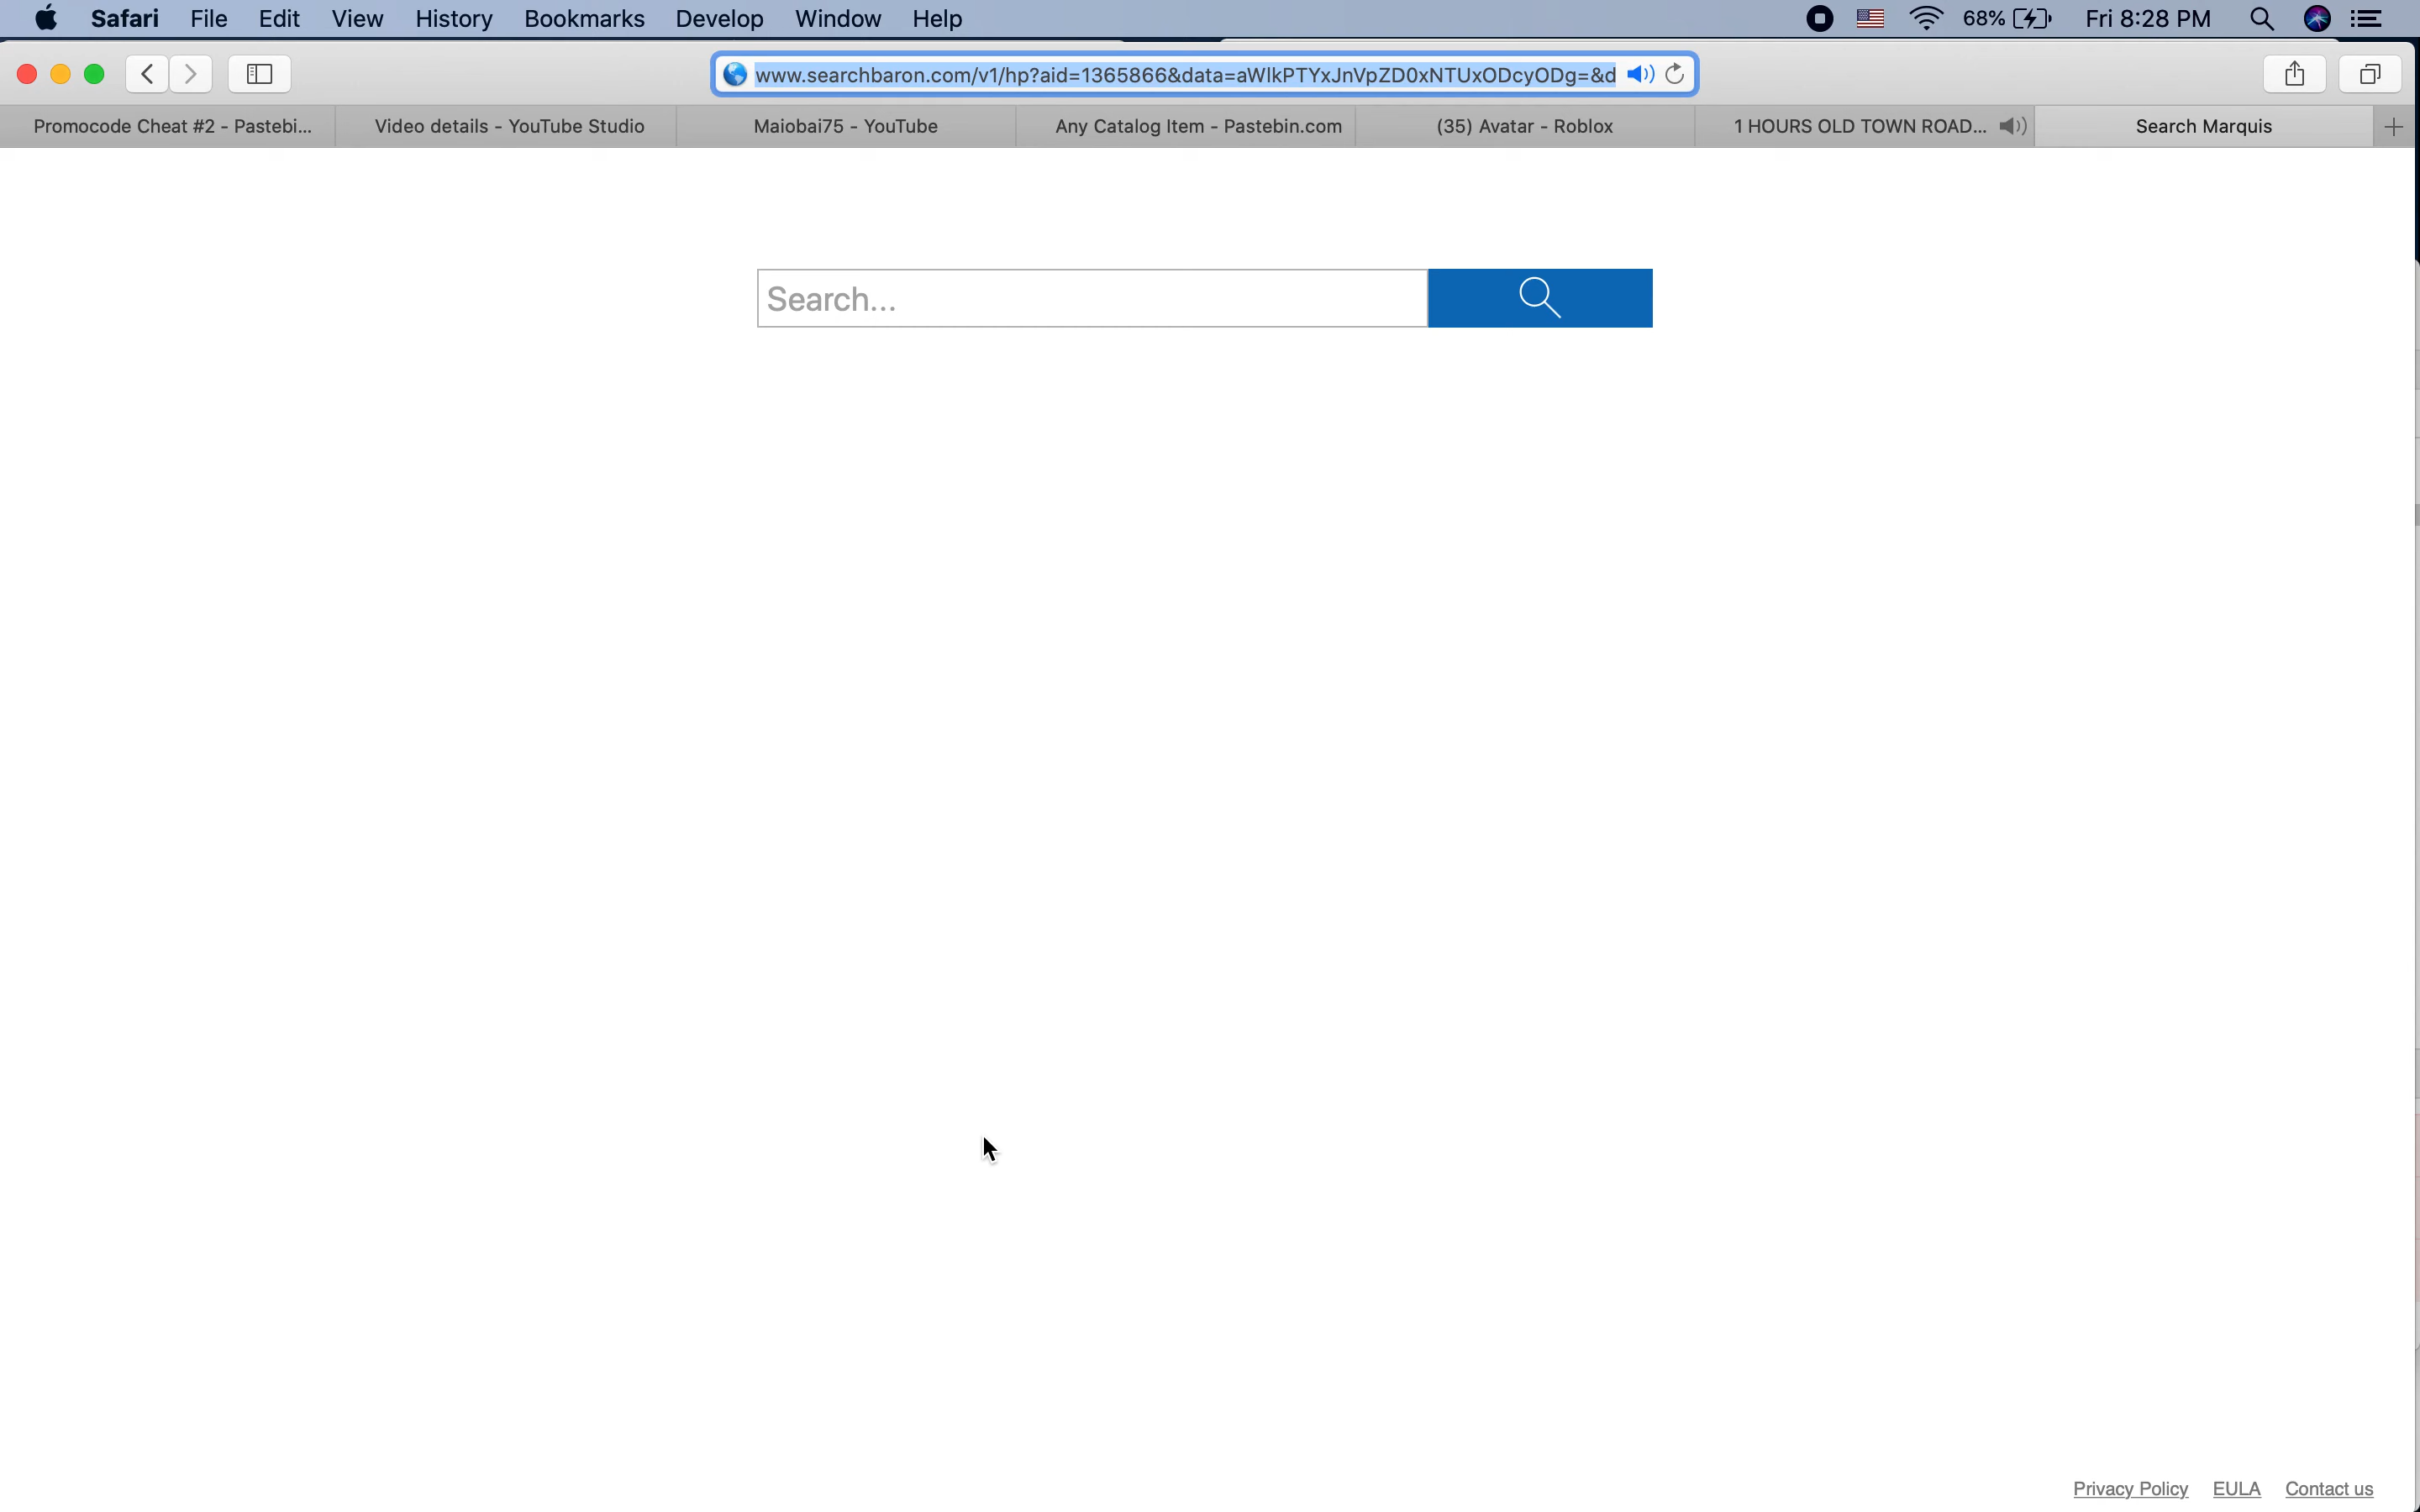 Safari File Edit View History Bookmarks Develop Window Help 68% Fri 8:28 PM
www.searchbaron.com/v1/hp?aid=1365866&data=aWlkPTYxJnVpZD0xNTUxODcyODg=&d
Promocode Cheat #2 - Pastebi... Video details - YouTube Studio Maiobai75 - YouTube Any Catalog Item - Pastebin.com (35) Avatar - Roblox 1 HOURS OLD TOWN ROAD... Search Marquis
Search...
Privacy Policy EULA Contact us